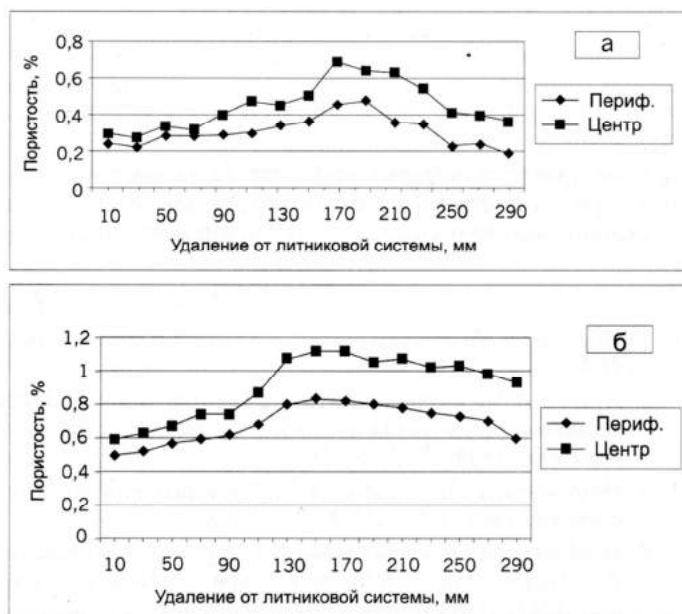 а
0,8
0,6
0,4
0,2
0
Пористость, %
10 50 90 130 170 210 250 290
Удаление от литниковой системы, мм
Периф.
Центр
б
1,2
1
0,8
0,6
0,4
0,2
0
Пористость, %
10 50 90 130 170 210 250 290
Удаление от литниковой системы, мм
Периф.
Центр